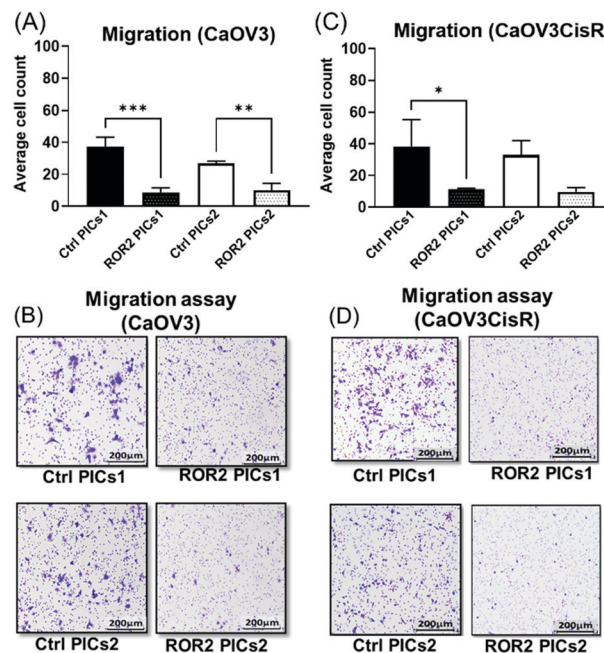 (A)
Migration (CaOV3)
Average cell count
100
80
60
40
20
0
***
**
Ctrl PICs1
ROR2 PICs1
Ctrl PICs2
ROR2 PICs2
(C)
Migration (CaOV3CisR
Average cell count
100
80
60
40
20
0
*
Ctrl PICs1
ROR2 PICs1
Ctrl PICs2
ROR2 PICs2
(B)
Migration assay
(CaOV3)
200μm
200μm
Ctrl PICs1
ROR2 PICs1
200μm
200μm
Ctrl PICs2
ROR2 PICs2
(D)
Migration assay
(CaOV3CisR)
200μm
200μm
Ctrl PICs1
ROR2 PICs1
200μm
200μm
Ctrl PICs2
ROR2 PICs2